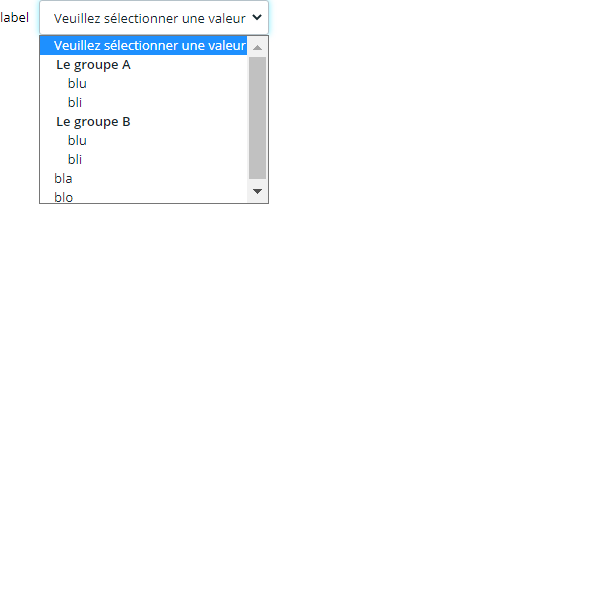 label Veuillez sélectionner une valeur
Veuillez sélectionner une valeur
Le groupe A
blu
bli
Le groupe B
blu
bli
bla
blo